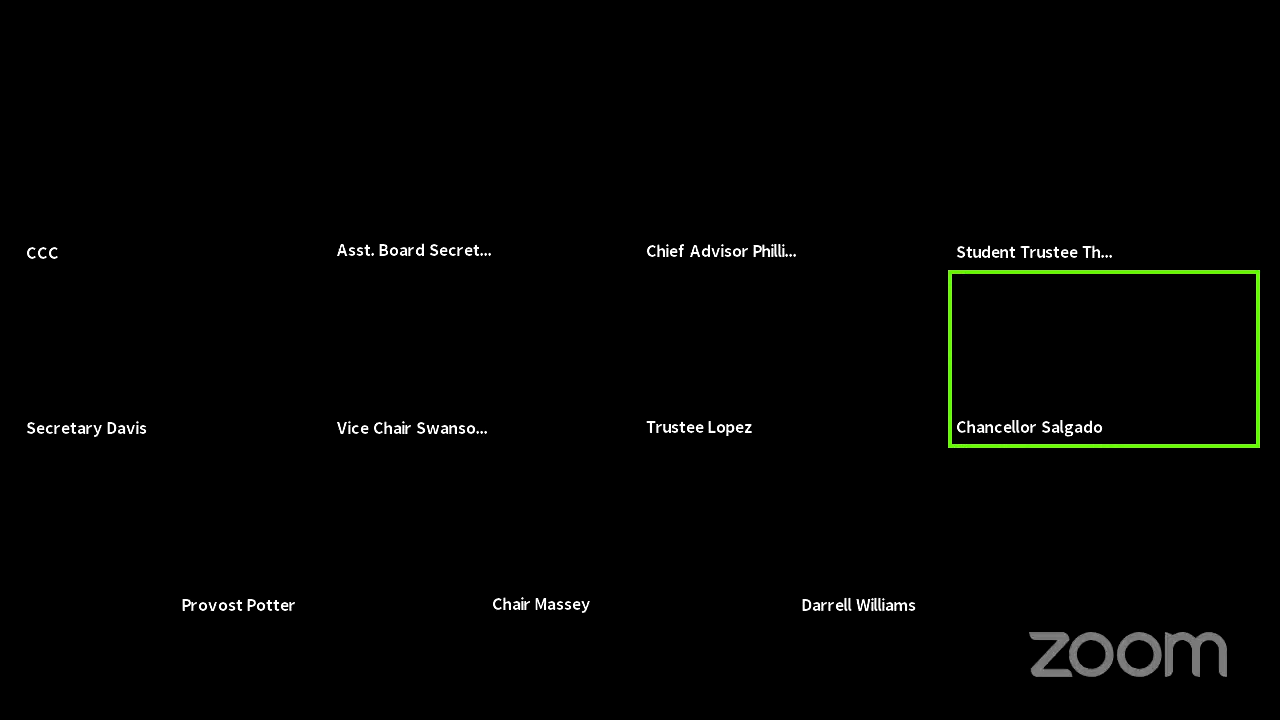 CCC
Asst. Board Secret...
Chief Advisor Philli...
Student Trustee Th...
Secretary Davis
Vice Chair Swanso...
Trustee Lopez
Chancellor Salgado
Provost Potter
Chair Massey
Darrell Williams
zoom